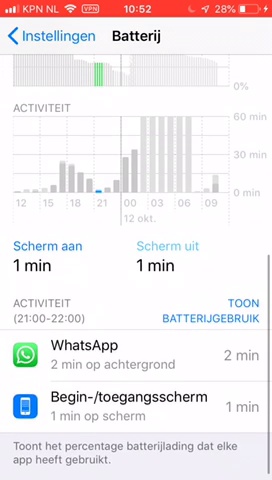 KPN NL VPN 10:52 28%
Instellingen Batterij
0%
ACTIVITEIT
60 min
30 min
0 min
12 15 18 21 00 03 06 09
12 okt.
Scherm aan Scherm uit
1 min 1 min
ACTIVITEIT TOON
(21:00-22:00) BATTERIJGEBRUIK
WhatsApp
2 min op achtergrond 2 min
Begin-/toegangsscherm
1 min op scherm 1 min
Toont het percentage batterijlading dat elke
app heeft gebruikt.